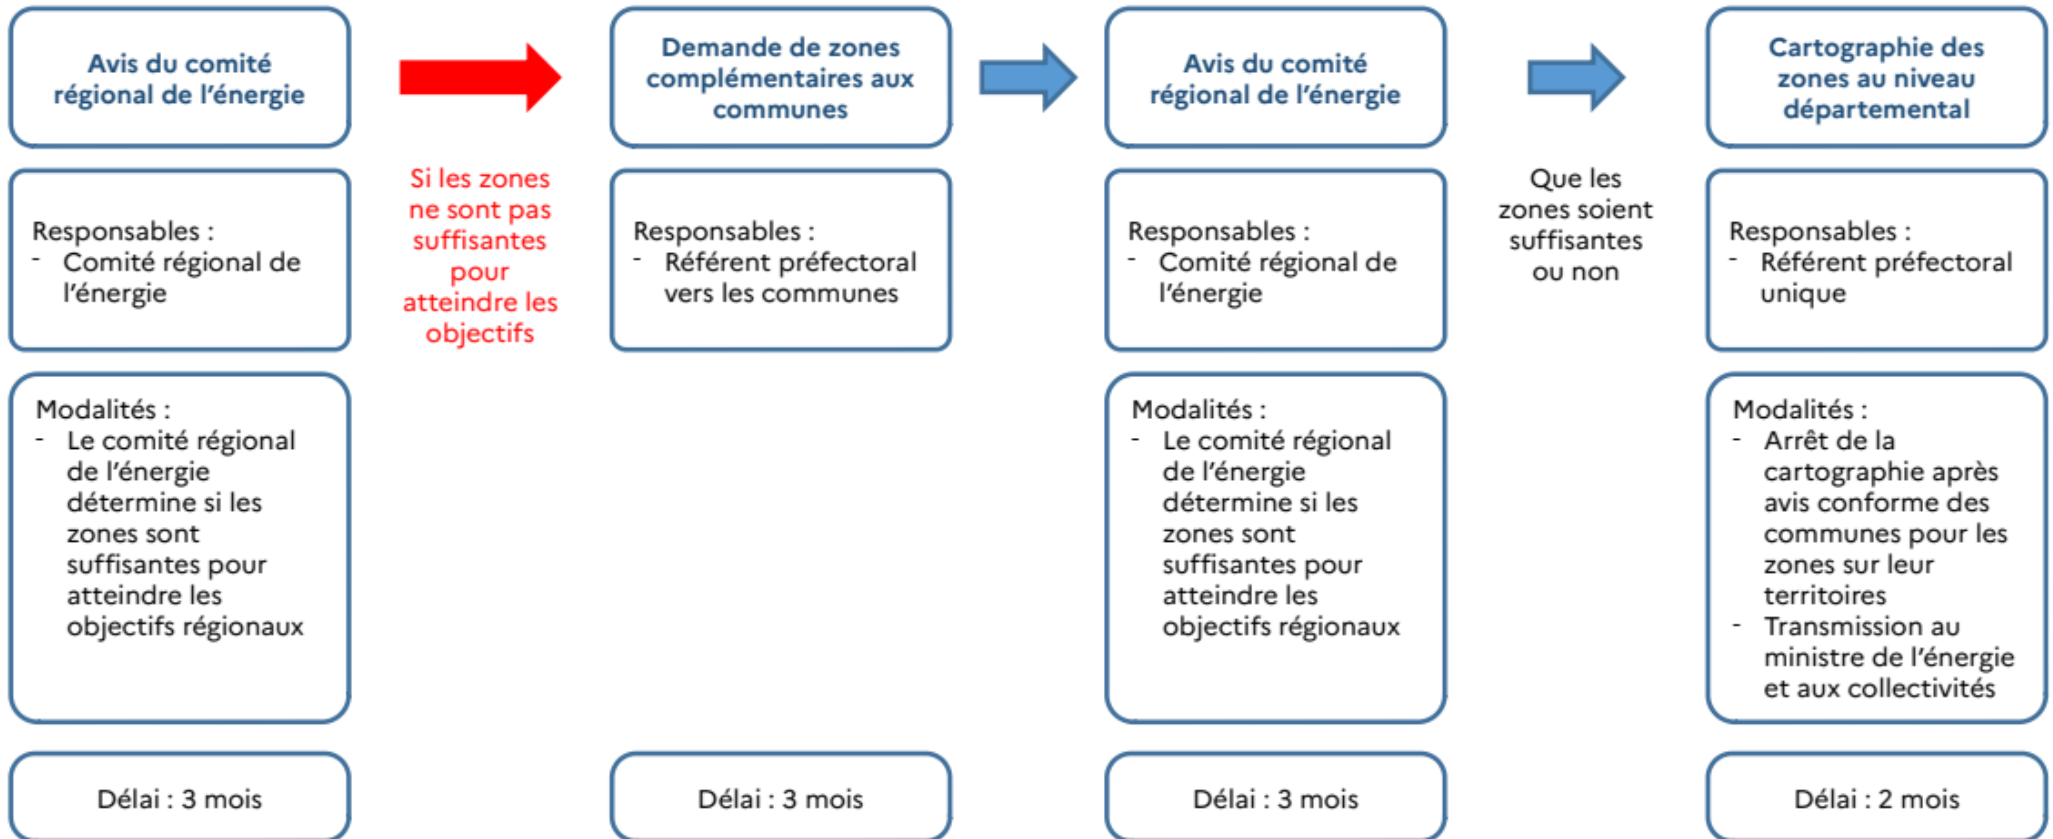 Avis du comité
régional de l'énergie
Demande de zones
complémentaires aux
communes
Avis du comité
régional de l'énergie
Cartographie des
zones au niveau
départemental
Responsables :
- Comité régional de
l'énergie
Si les zones
ne sont pas
suffisantes
pour
atteindre les
objectifs
Responsables :
- Référent préfectoral
vers les communes
Responsables :
- Comité régional de
l'énergie
Que les
zones soient
suffisantes
ou non
Responsables :
- Référent préfectoral
unique
Modalités :
- Le comité régional
de l'énergie
détermine si les
zones sont
suffisantes pour
atteindre les
objectifs régionaux
Modalités :
- Le comité régional
de l'énergie
détermine si les
zones sont
suffisantes pour
atteindre les
objectifs régionaux
Modalités :
- Arrêt de la
cartographie après
avis conforme des
communes pour les
zones sur leur
territoires
- Transmission au
ministre de l'énergie
et aux collectivités
Délai : 3 mois
Délai : 3 mois
Délai : 3 mois
Délai : 2 mois